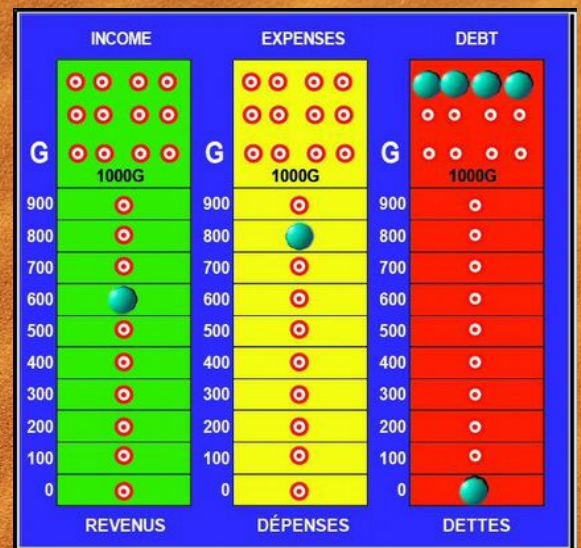 INCOME EXPENSES DEBT
G G G
1000G 1000G 1000G
900 900 900
800 800 800
700 700 700
600 600 600
500 500 500
400 400 400
300 300 300
200 200 200
100 100 100
0 0 0
REVENUS DÉPENSES DETTES